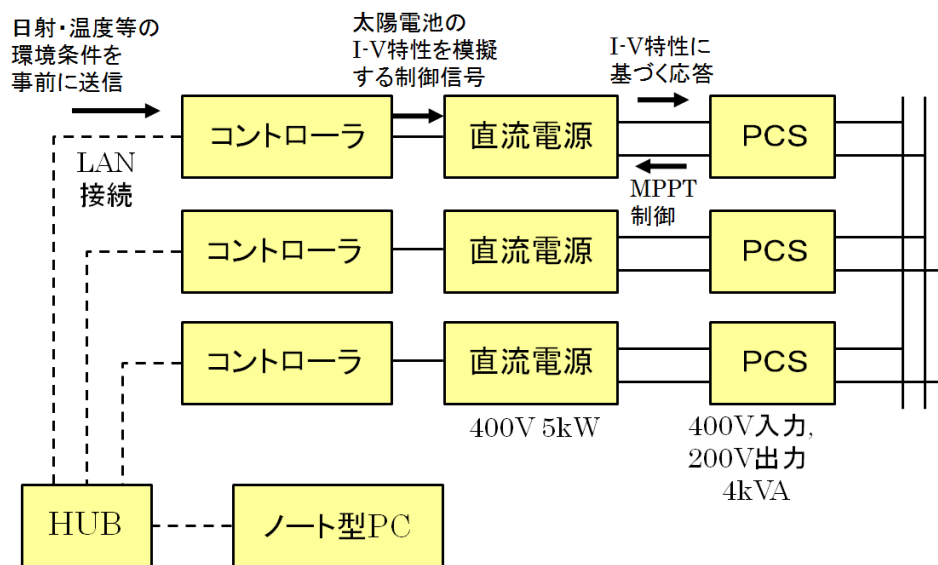 日射・温度等の
環境条件を
事前に送信
太陽電池の
I-V特性を模擬
する制御信号
I-V特性に
基づく応答
コントローラ
直流電源
PCS
LAN
接続
MPPT
制御
コントローラ
直流電源
PCS
コントローラ
直流電源
PCS
400V 5kW
400V入力,
200V出力
4kVA
HUB
ノート型PC